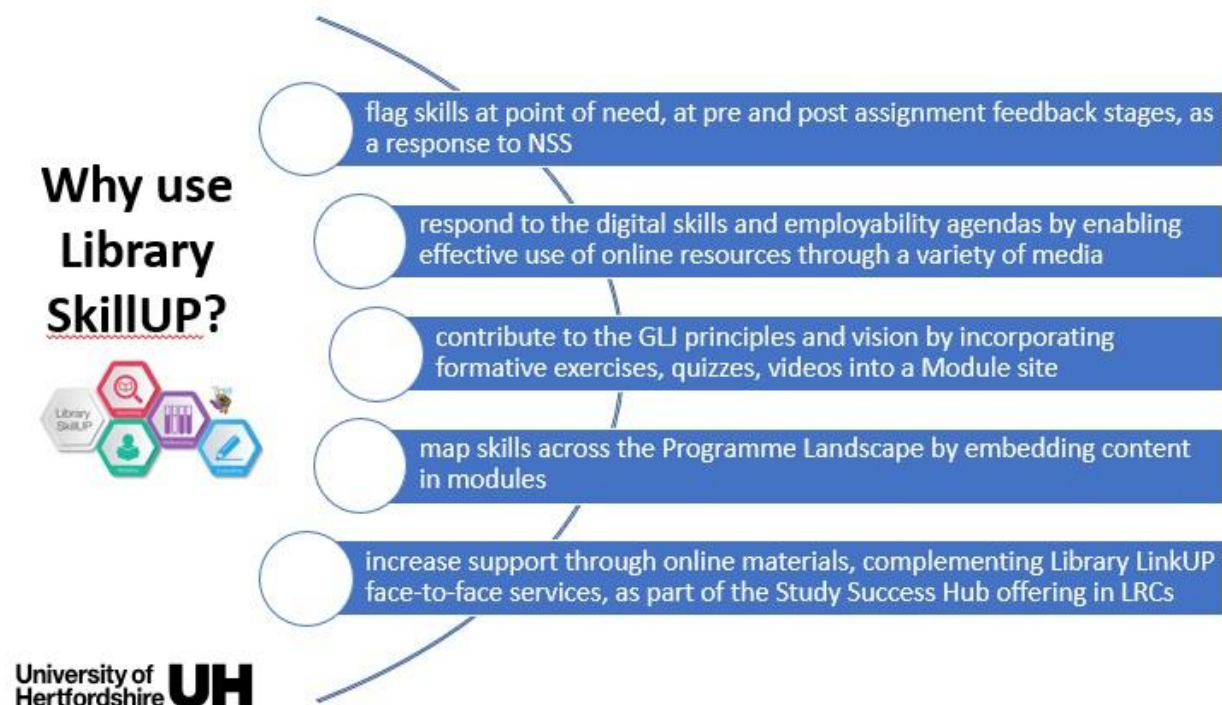 Why use
Library
SkillUP?
Library
SkillUP
flag skills at point of need, at pre and post assignment feedback stages, as
a response to NSS
respond to the digital skills and employability agendas by enabling
effective use of online resources through a variety of media
contribute to the GLJ principles and vision by incorporating
formative exercises, quizzes, videos into a Module site
map skills across the Programme Landscape by embedding content
in modules
increase support through online materials, complementing Library LinkUP
face-to-face services, as part of the Study Success Hub offering in LRCs
University of
Hertfordshire UH